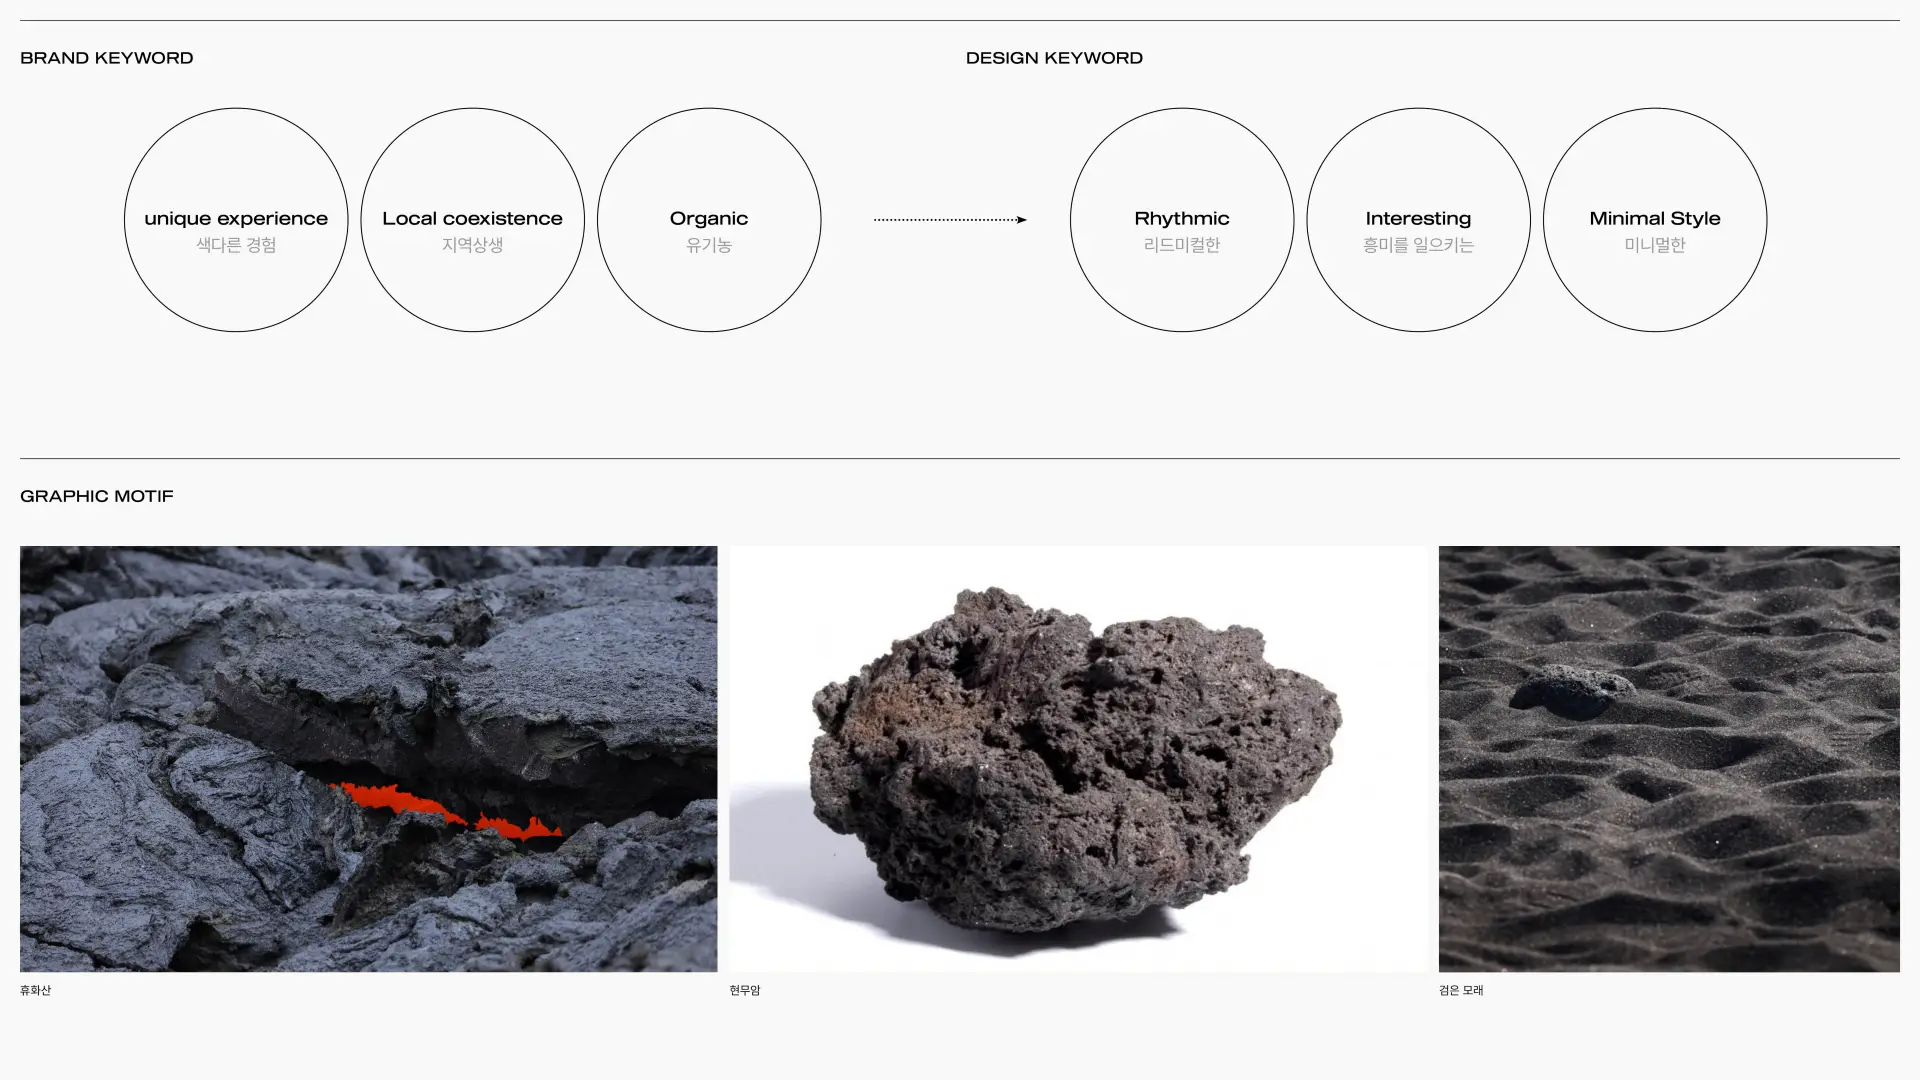 BRAND KEYWORD
DESIGN KEYWORD
unique experience
색다른 경험
Local coexistence
지역상생
Organic
유기농
Rhythmic
리드미컬한
Interesting
흥미를 일으키는
Minimal Style
미니멀한
GRAPHIC MOTIF
휴화산
현무암
검은 모래